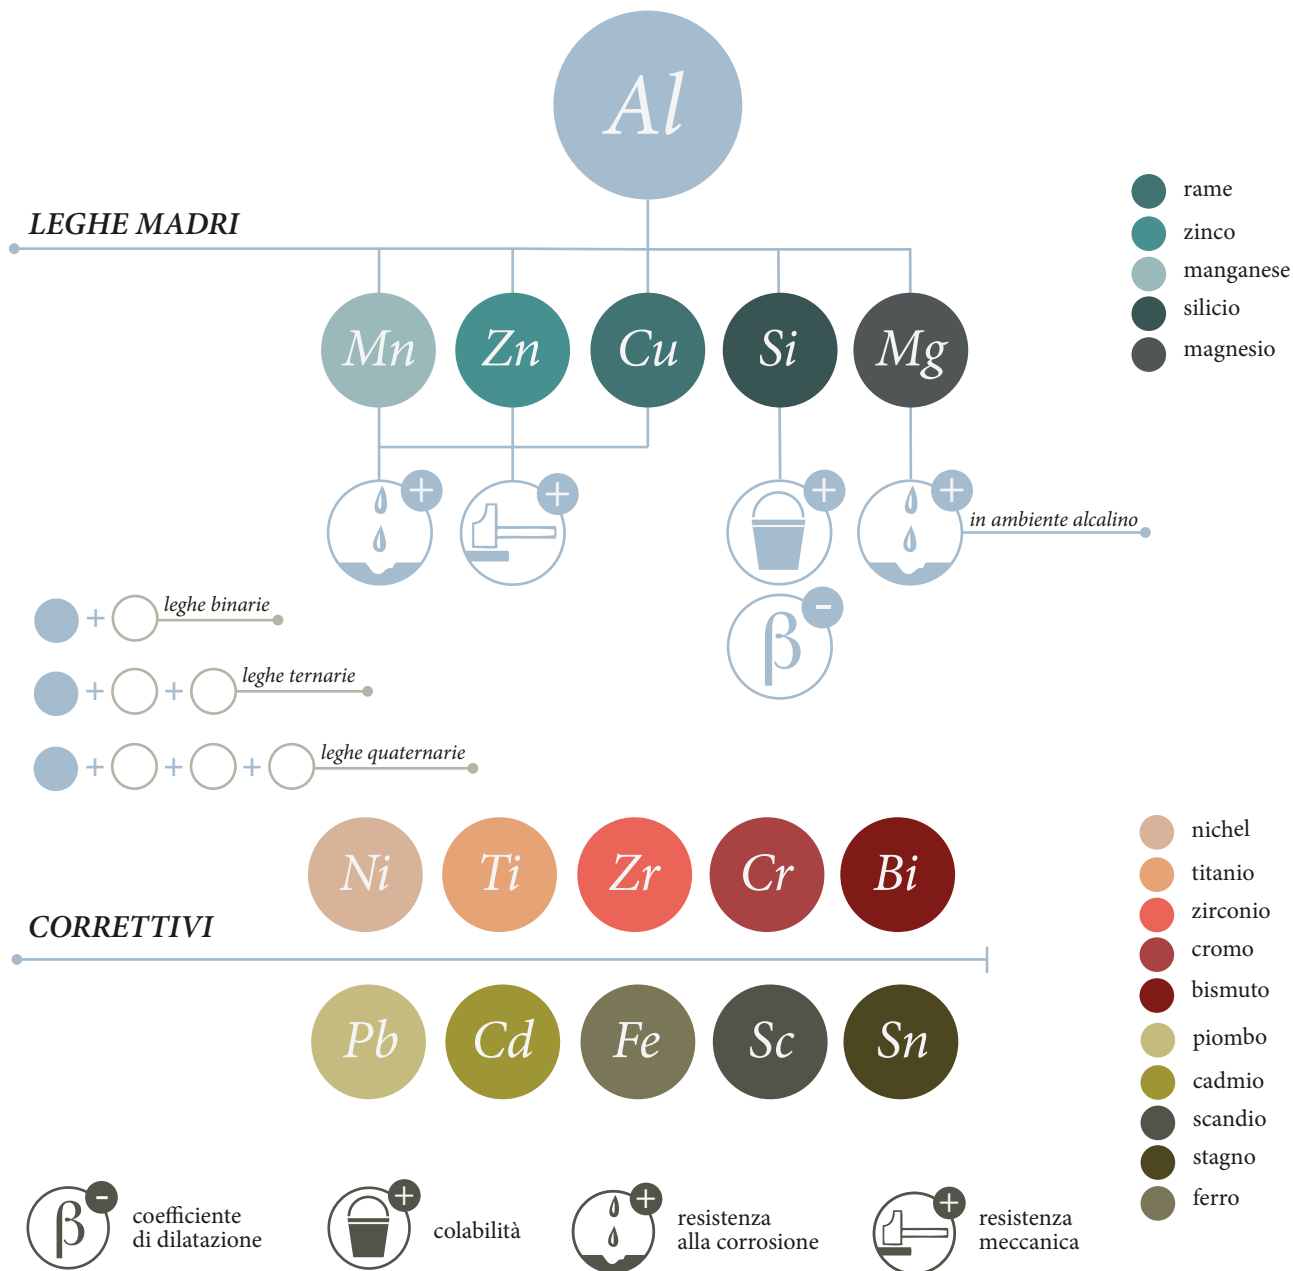 Al
LEGHE MADRI
rame
zinco
manganese
silicio
magnesio
Mn
Zn
Cu
Si
Mg
+
+
+
+
in ambiente alcalino
-
β
+
leghe binarie
+
+
leghe ternarie
+
+
+
leghe quaternarie
Ni
Ti
Zr
Cr
Bi
CORRETTIVI
Pb
Cd
Fe
Sc
Sn
nichel
titanio
zirconio
cromo
bismuto
piombo
cadmio
scandio
stagno
ferro
-
β
coefficiente
di dilatazione
+
colabilità
+
resistenza
alla corrosione
+
resistenza
meccanica